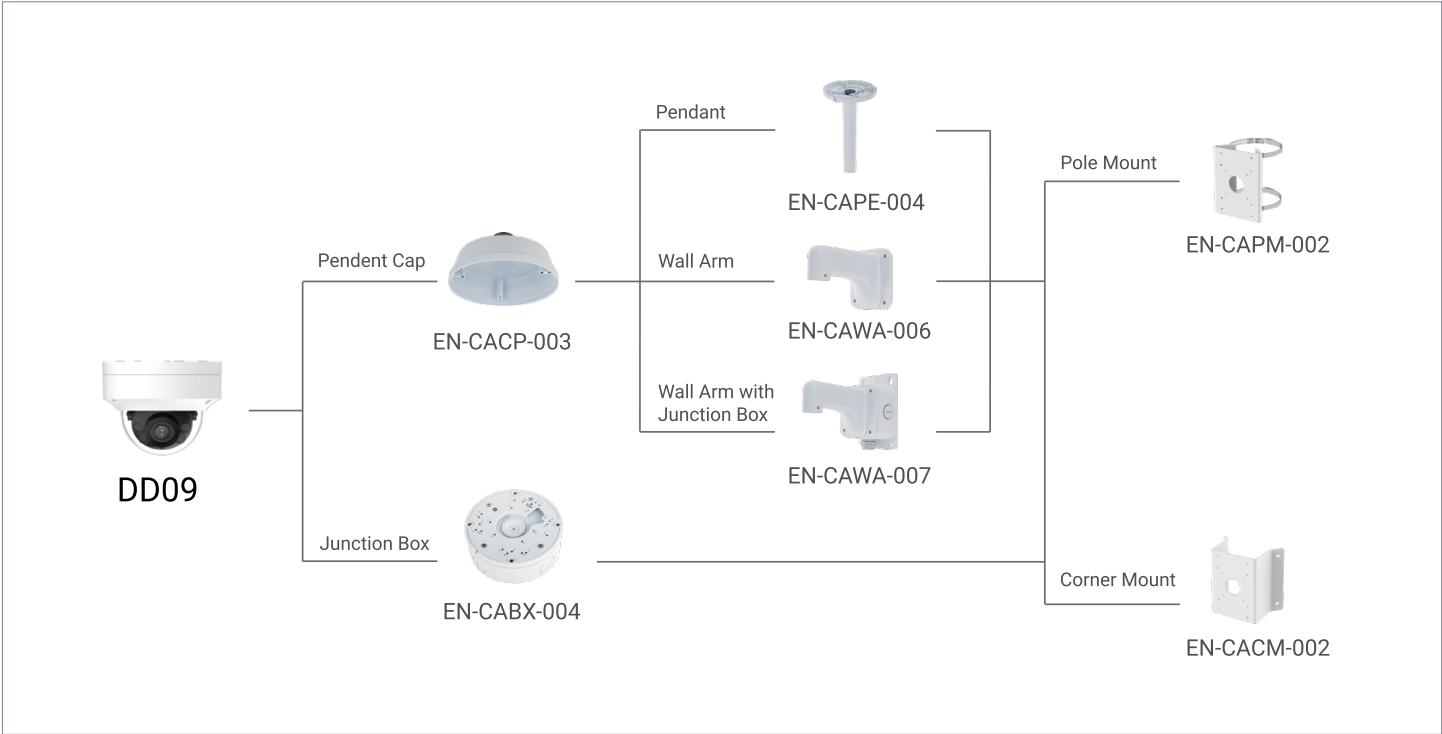 Pendant
EN-CAPE-004
Pole Mount
EN-CAPM-002
Pendent Cap
EN-CACP-003
Wall Arm
EN-CAWA-006
Wall Arm with
Junction Box
EN-CAWA-007
DD09
Junction Box
EN-CABX-004
Corner Mount
EN-CACM-002